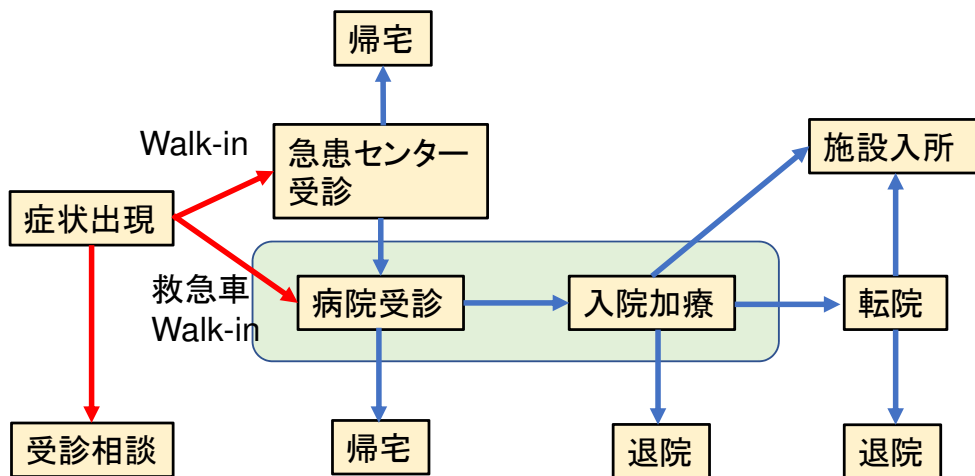 帰宅
Walk-in
急患センター
受診
施設入所
症状出現
救急車
Walk-in
病院受診
入院加療
転院
受診相談
帰宅
退院
退院